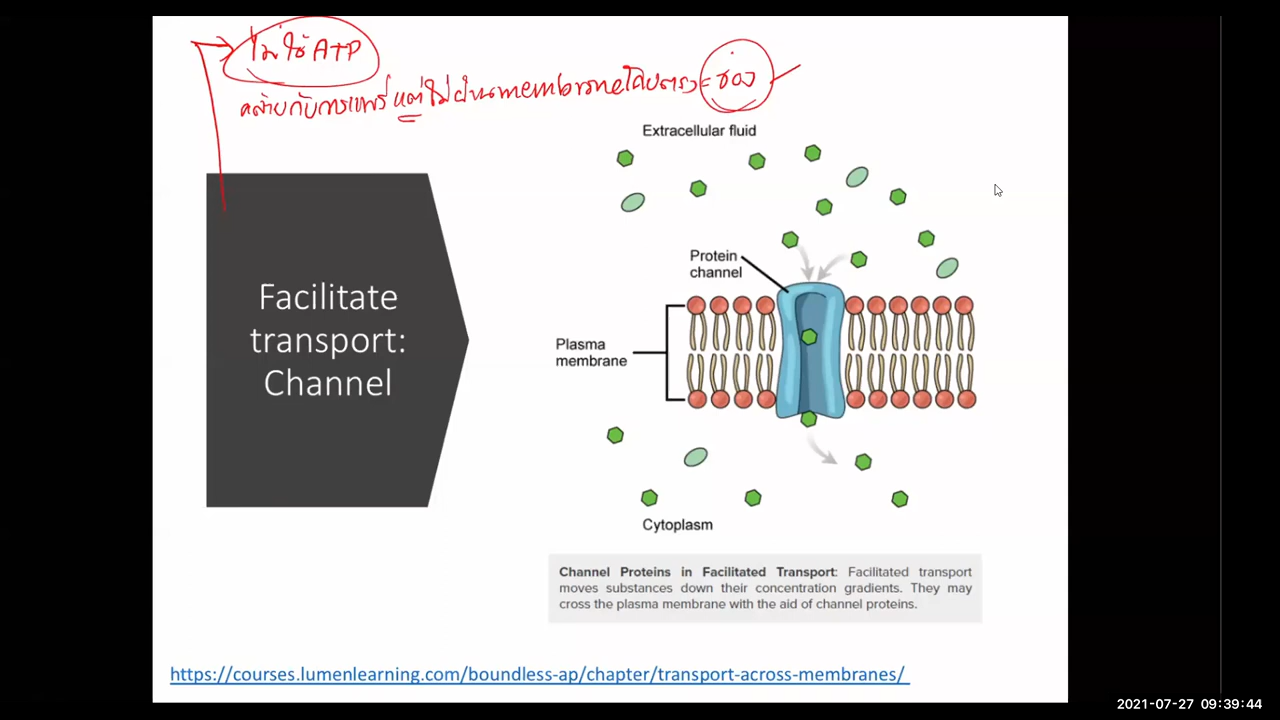 ไม่ใช้ ATP
คล้ายกับการแพร่ แต่ไม่ผ่าน membrane โดยตรง = ช่อง
Extracellular fluid
Protein
channel
Facilitate
transport:
Channel
Plasma
membrane
Cytoplasm
Channel Proteins in Facilitated Transport: Facilitated transport
moves substances down their concentration gradients. They may
cross the plasma membrane with the aid of channel proteins.
https://courses.lumenlearning.com/boundless-ap/chapter/transport-across-membranes/
2021-07-27 09:39:44